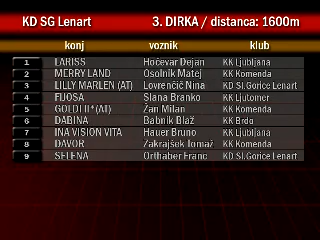 KD SG Lenart 3. DIRKA / distanca: 1600m
konj voznik klub
1 LARISS Hočevar Dejan KK Ljubljana
2 MERRY LAND Osolnik Matej KK Komenda
3 LILLY MARLEN (AT) Lovrenčič Nina KD Sl.Gorice Lenart
4 FIJOSA Slana Branko KK Ljutomer
5 GOLDI II* (AT) Žan Milan KK Komenda
6 DABINA Babnik Blaž KK Brdo
7 INA VISION VITA Hauer Bruno KK Ljubljana
8 DAVOR Zakrajšek Tomaž KK Komenda
9 SELENA Orthaber Franc KD Sl.Gorice Lenart